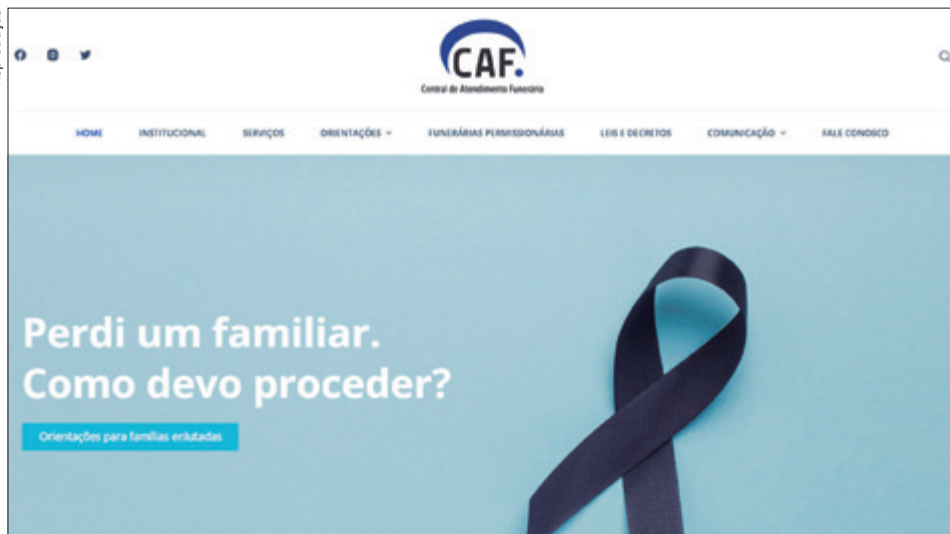 CAF.
Central de Atendimento Funerário
HOME INSTITUCIONAL SERVIÇOS ORIENTAÇÕES FUNERÁRIAS PERMISSIONÁRIAS LEIS E DECRETOS COMUNICAÇÃO FALE CONOSCO
Perdi um familiar.
Como devo proceder?
Orientações para famílias enlutadas